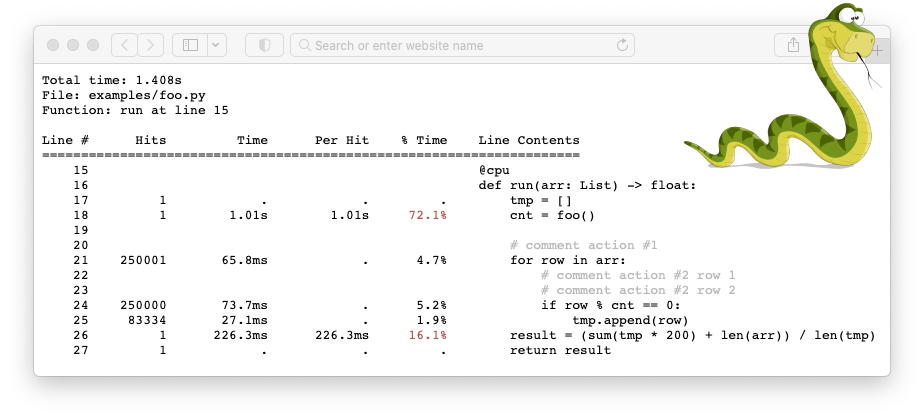 Search or enter website name
Total time: 1.408s
File: examples/foo.py
Function: run at line 15
Line #      Hits         Time      Per Hit    % Time    Line Contents
=====================================================================
    15                                                  @cpu
    16                                                  def run(arr: List) -> float:
    17         1            .            .         .        tmp = []
    18         1        1.01s        1.01s     72.1%        cnt = foo()
    19
    20                                                      # comment action #1
    21    250001       65.8ms            .      4.7%        for row in arr:
    22                                                          # comment action #2 row 1
    23                                                          # comment action #2 row 2
    24    250000       73.7ms            .      5.2%            if row % cnt == 0:
    25     83334       27.1ms            .      1.9%                tmp.append(row)
    26         1      226.3ms      226.3ms     16.1%        result = (sum(tmp * 200) + len(arr)) / len(tmp)
    27         1            .            .         .        return result